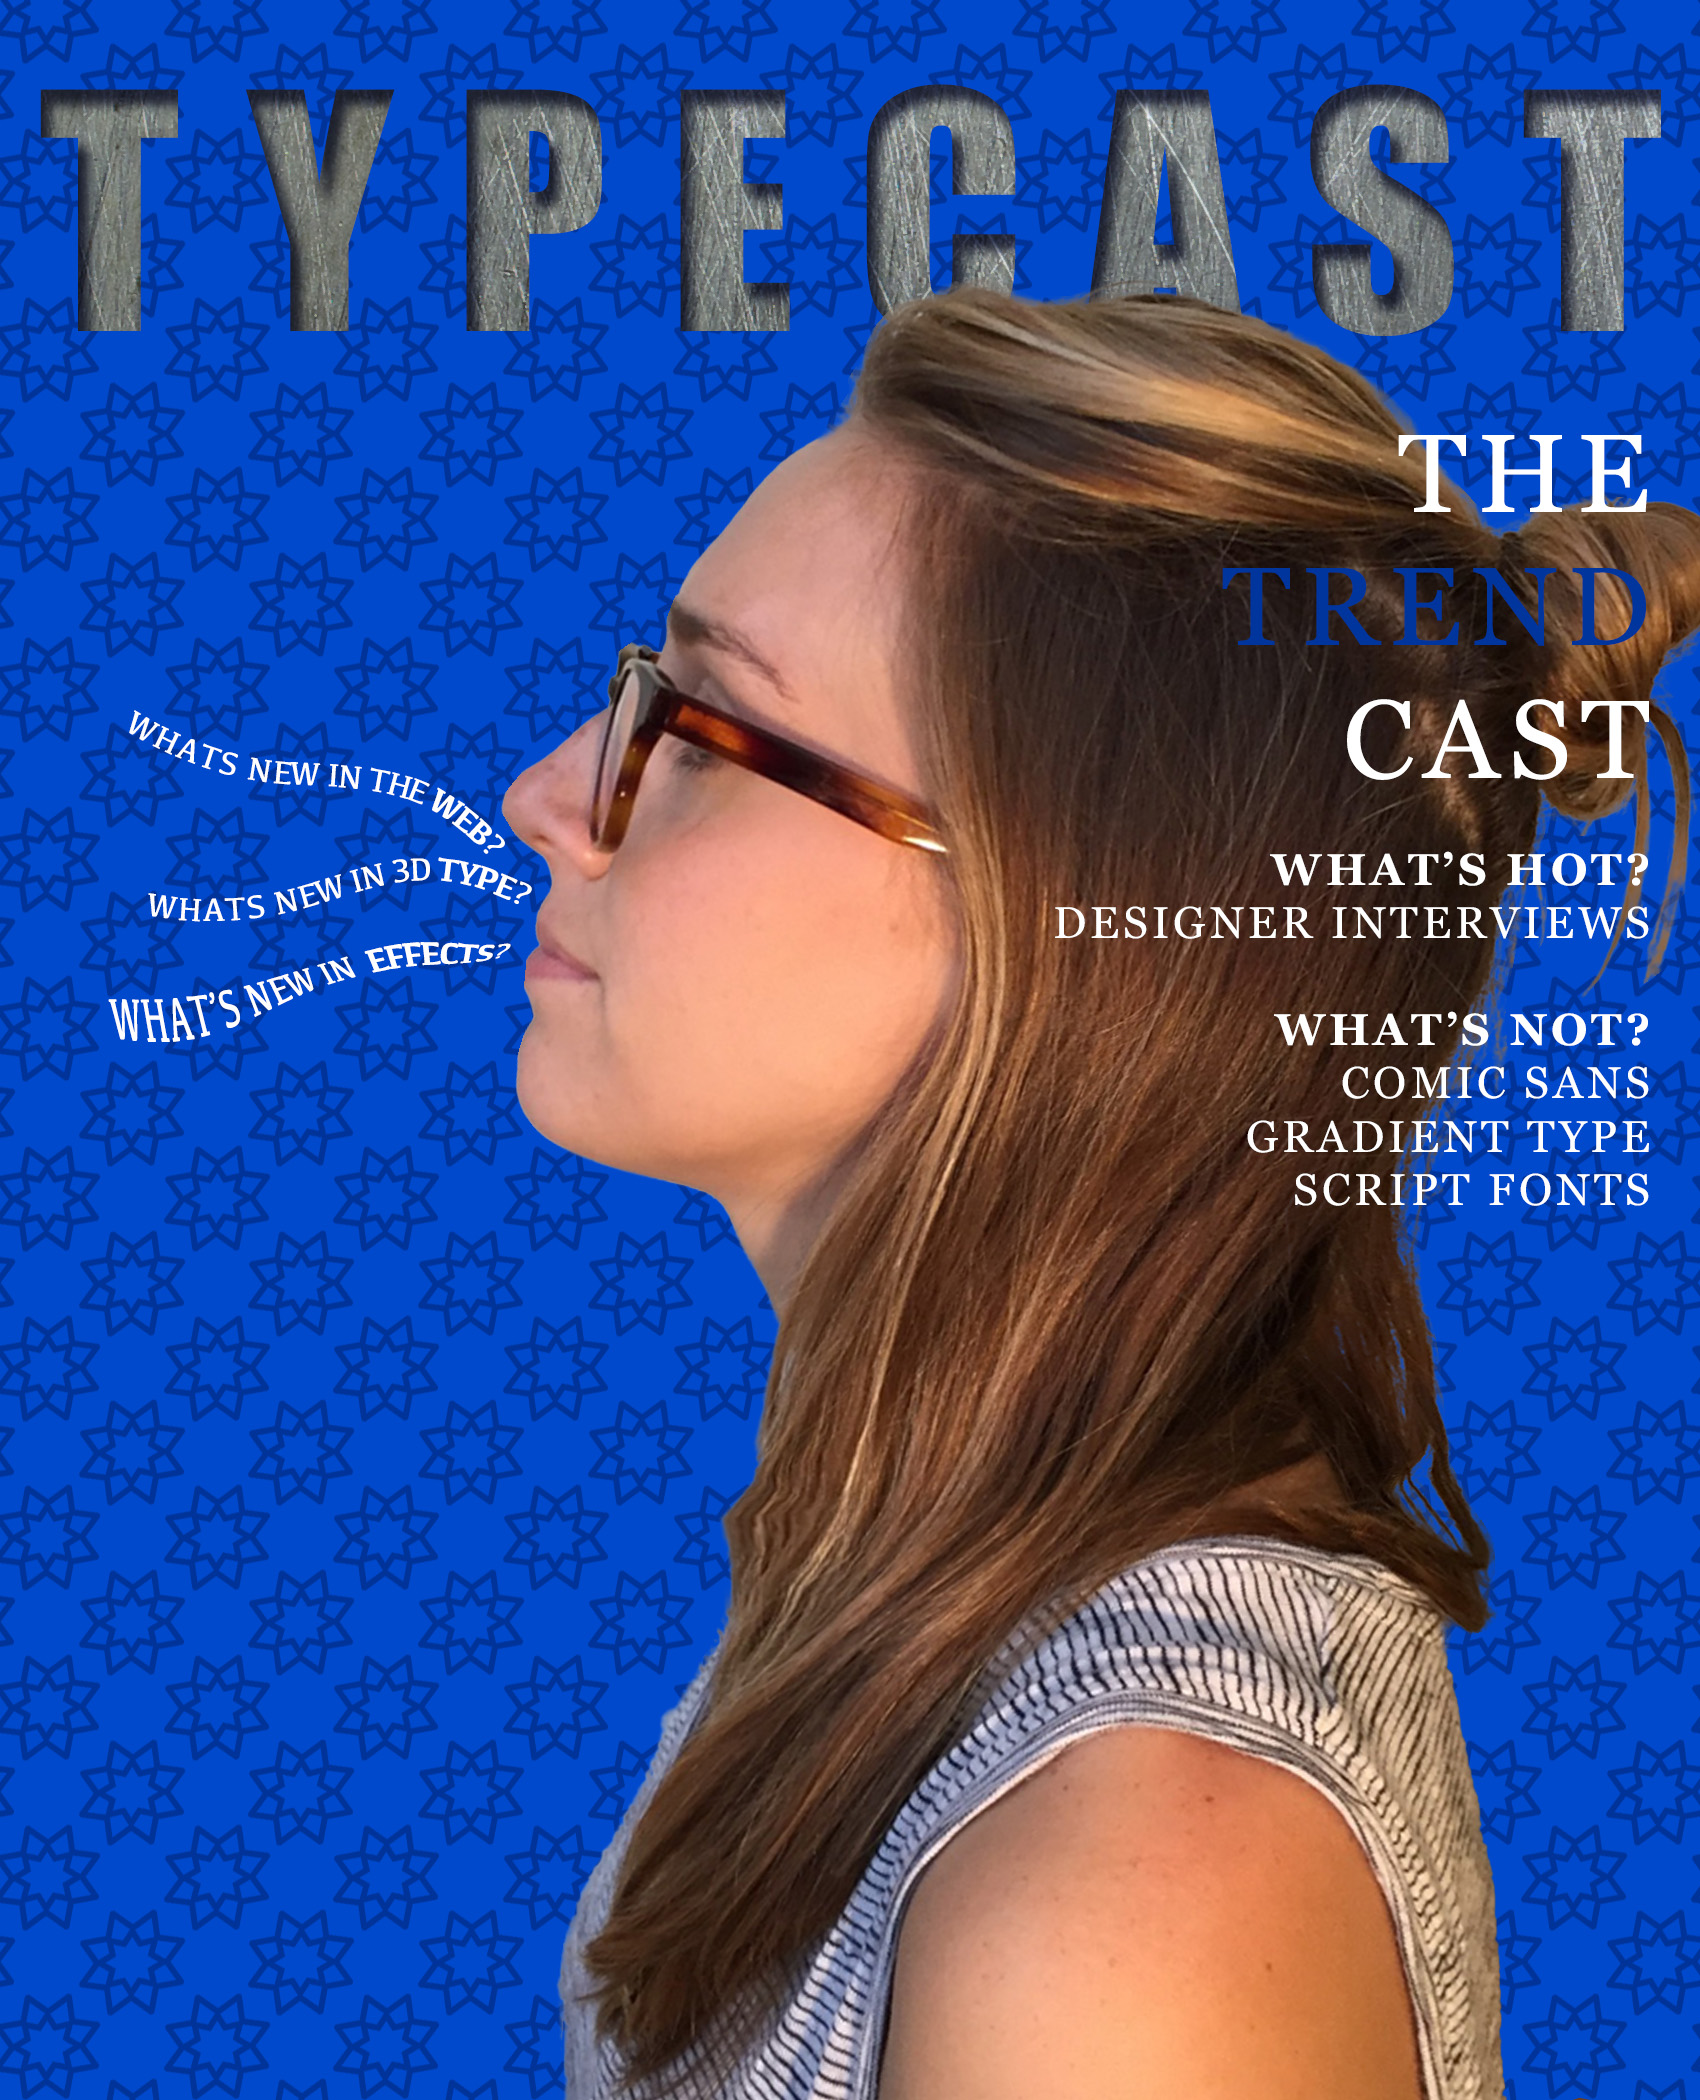 TYPECAST
THE
TREND
CAST
WHATS NEW IN THE WEB?
WHATS NEW IN 3D TYPE?
WHAT'S NEW IN EFFECTS?
WHAT’S HOT?
DESIGNER INTERVIEWS
WHAT’S NOT?
COMIC SANS
GRADIENT TYPE
SCRIPT FONTS